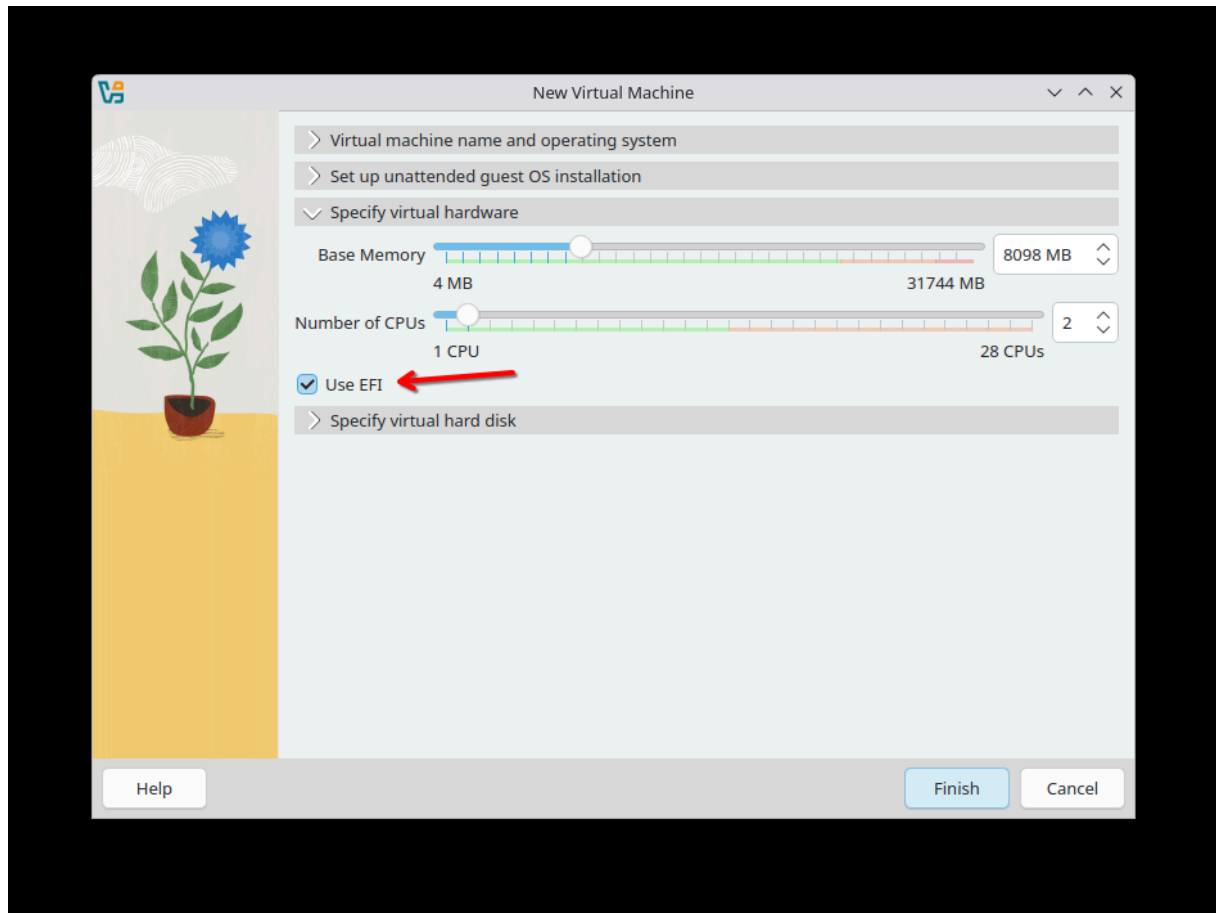 New Virtual Machine
Virtual machine name and operating system
Set up unattended guest OS installation
Specify virtual hardware
Base Memory 8098 MB
4 MB 31744 MB
Number of CPUs 2
1 CPU 28 CPUs
Use EFI
Specify virtual hard disk
Help Finish Cancel